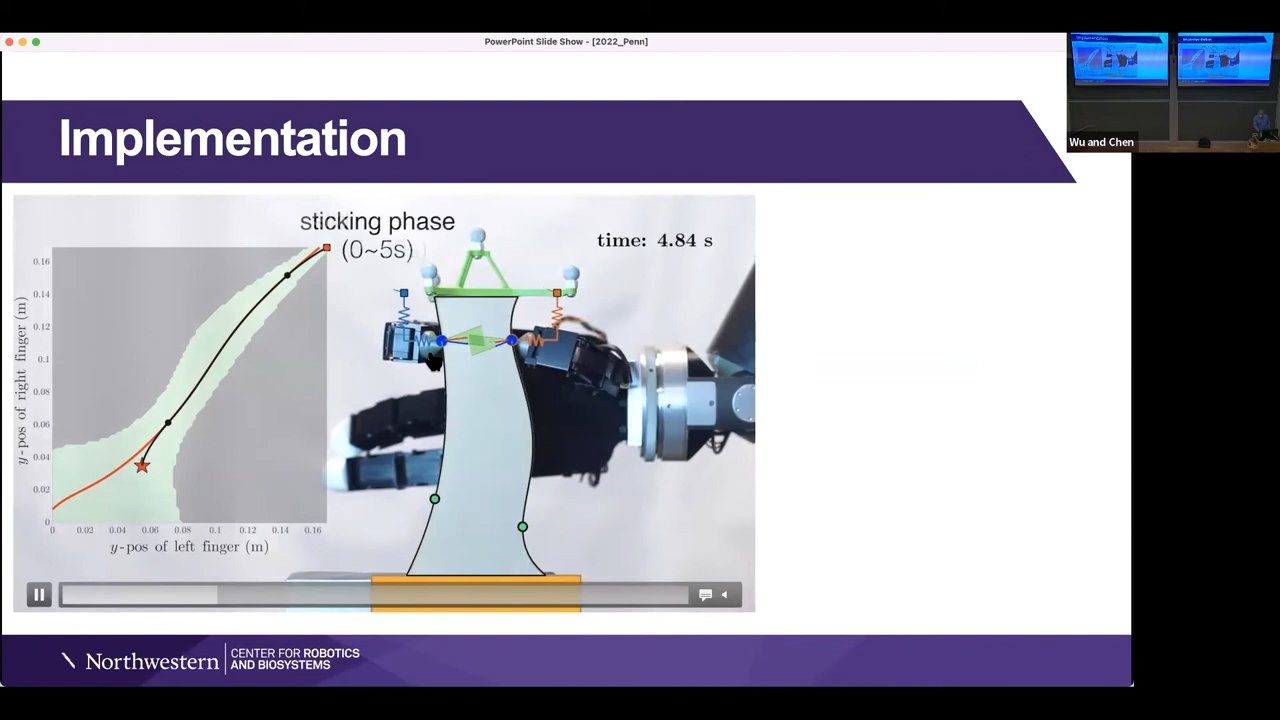 PowerPoint Slide Show - [2022_Penn]
Wu and Chen
Implementation
sticking phase
(0~5s)
time: 4.84 s
0.16
0.14
0.12
0.1
0.08
0.06
0.04
0.02
0
y-pos of right finger (m)
0 0.02 0.04 0.06 0.08 0.1 0.12 0.14 0.16
y-pos of left finger (m)
Northwestern
CENTER FOR ROBOTICS
AND BIOSYSTEMS